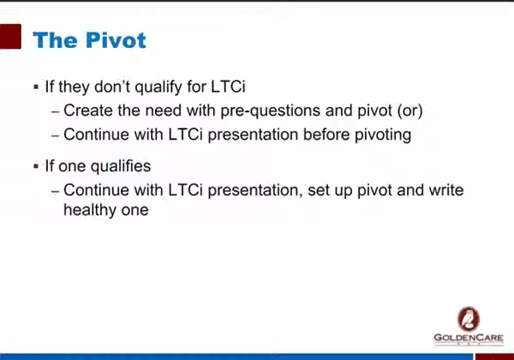 The Pivot
▪ If they don't qualify for LTCi
– Create the need with pre-questions and pivot (or)
– Continue with LTCi presentation before pivoting
▪ If one qualifies
– Continue with LTCi presentation, set up pivot and write
healthy one
GOLDENCARE